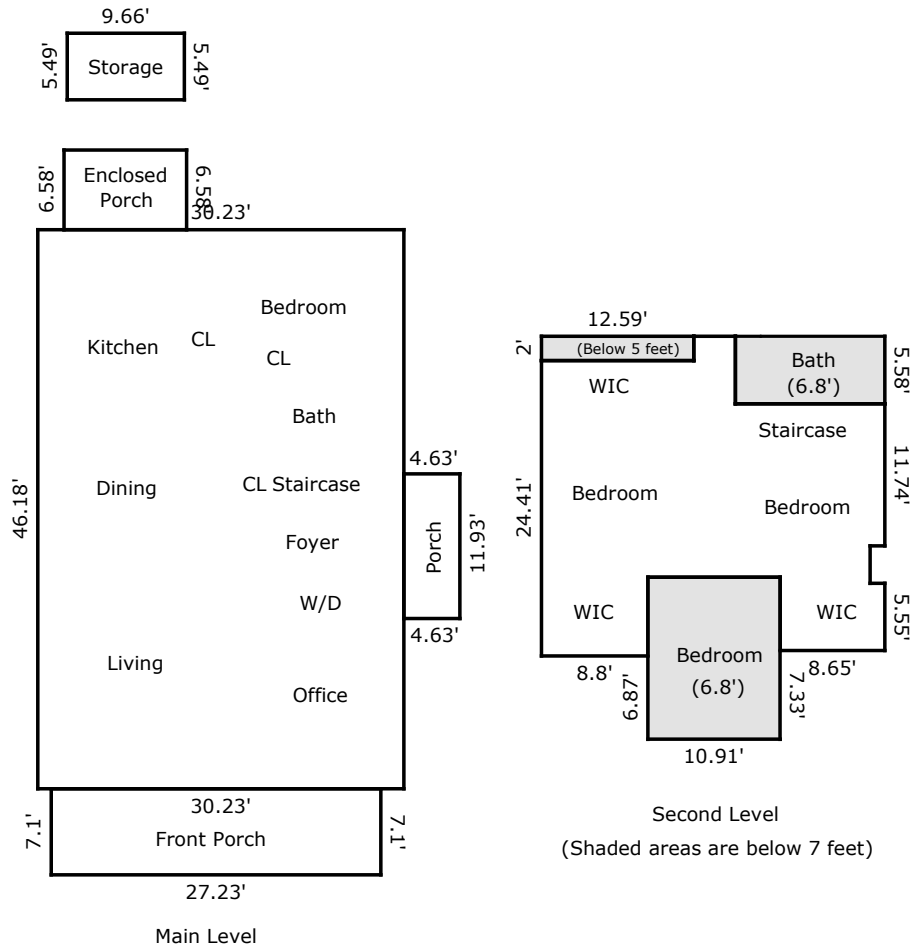 9.66'
5.49'
Storage
5.49'
6.58'
Enclosed
Porch
6.58'
30.23'
Bedroom
Kitchen
CL
CL
Bath
46.18'
Dining
CL Staircase
4.63'
Foyer
Porch
11.93'
W/D
4.63'
Living
Office
7.1'
30.23'
Front Porch
7.1'
27.23'
Main Level
12.59'
2'
(Below 5 feet)
Bath
(6.8')
5.58'
WIC
Staircase
24.41'
Bedroom
Bedroom
11.74'
WIC
WIC
5.55'
8.8'
6.87'
Bedroom
(6.8')
7.33'
8.65'
10.91'
Second Level
(Shaded areas are below 7 feet)